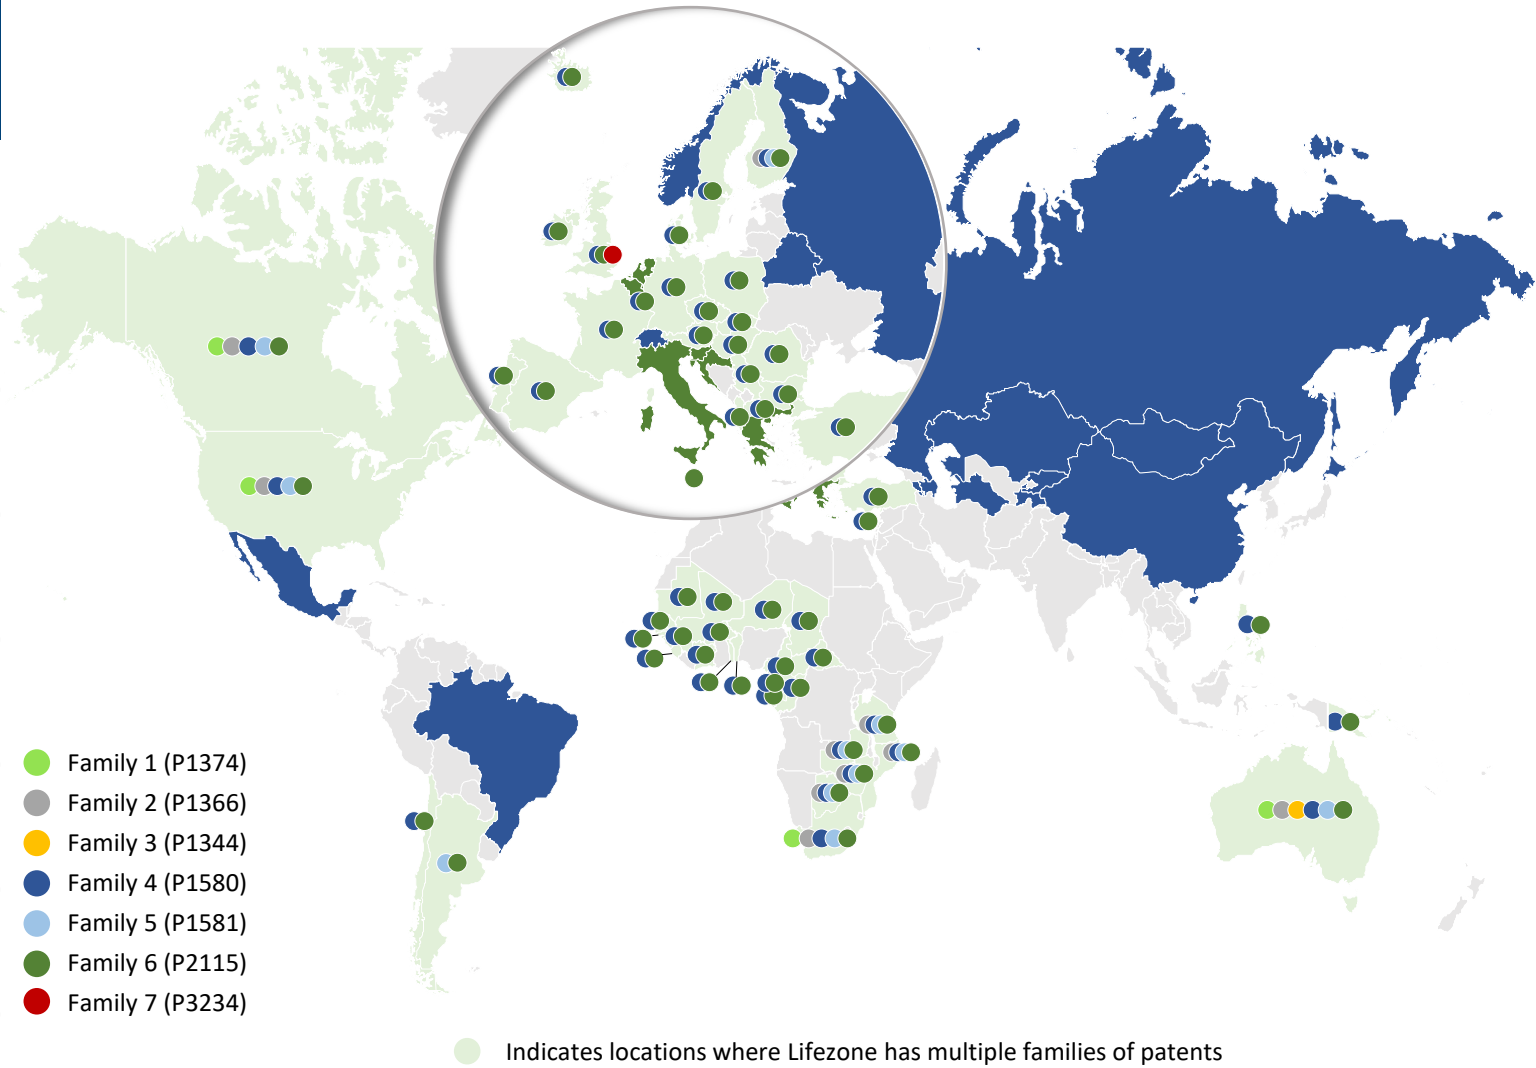 Family 1 (P1374)
Family 2 (P1366)
Family 3 (P1344)
Family 4 (P1580)
Family 5 (P1581)
Family 6 (P2115)
Family 7 (P3234)
Indicates locations where Lifezone has multiple families of patents